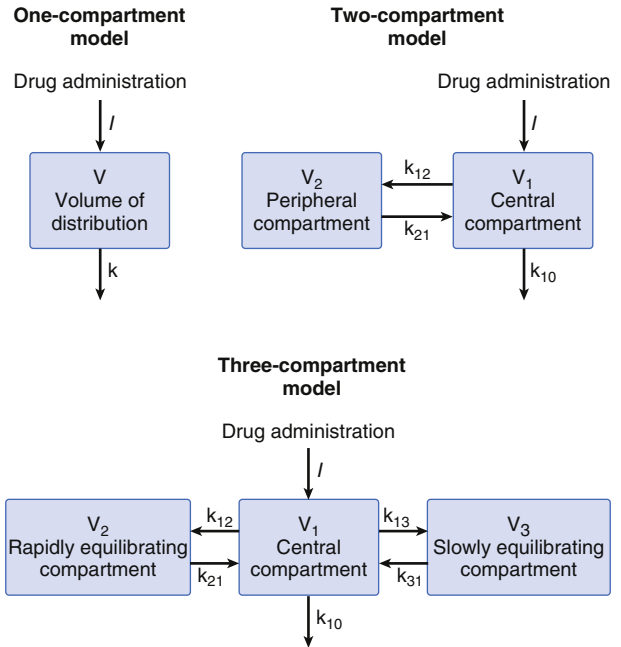 One-compartment
model
Drug administration
I
V
Volume of
distribution
k
Two-compartment
model
Drug administration
I
V2
Peripheral
compartment
k12
k21
V1
Central
compartment
k10
Three-compartment
model
Drug administration
I
V2
Rapidly equilibrating
compartment
k12
k21
V1
Central
compartment
k13
k31
V3
Slowly equilibrating
compartment
k10